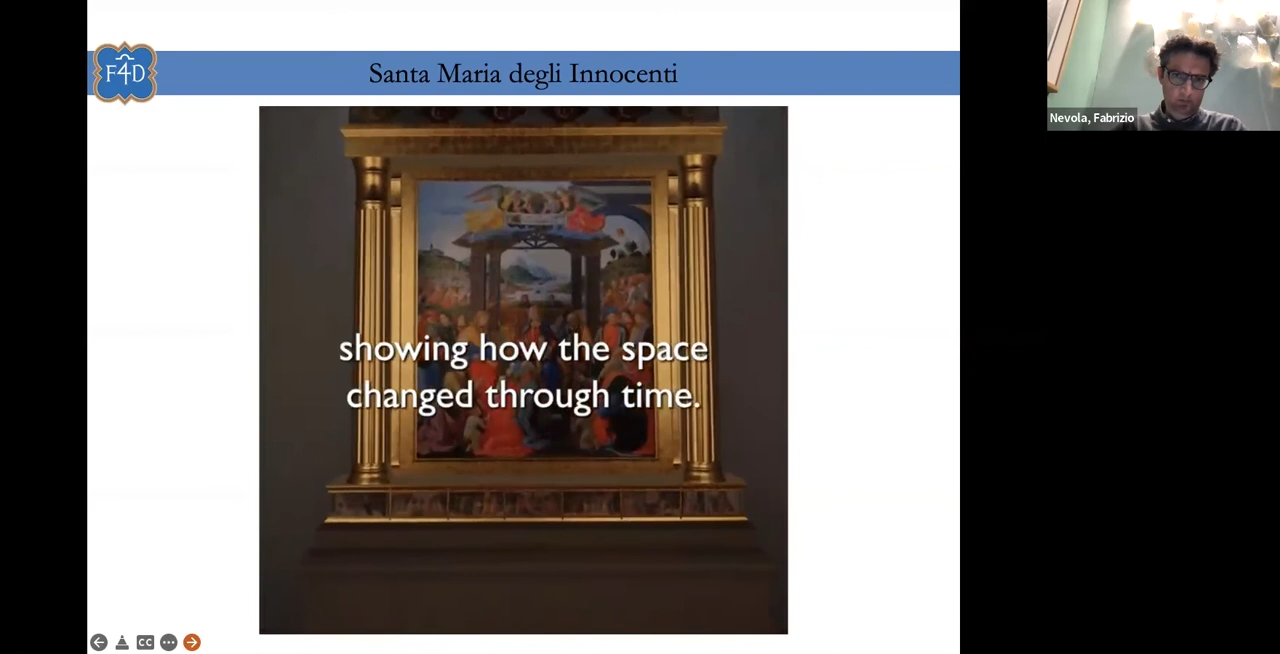 F4D
Santa Maria degli Innocenti
Nevola, Fabrizio
showing how the space
changed through time.
CC